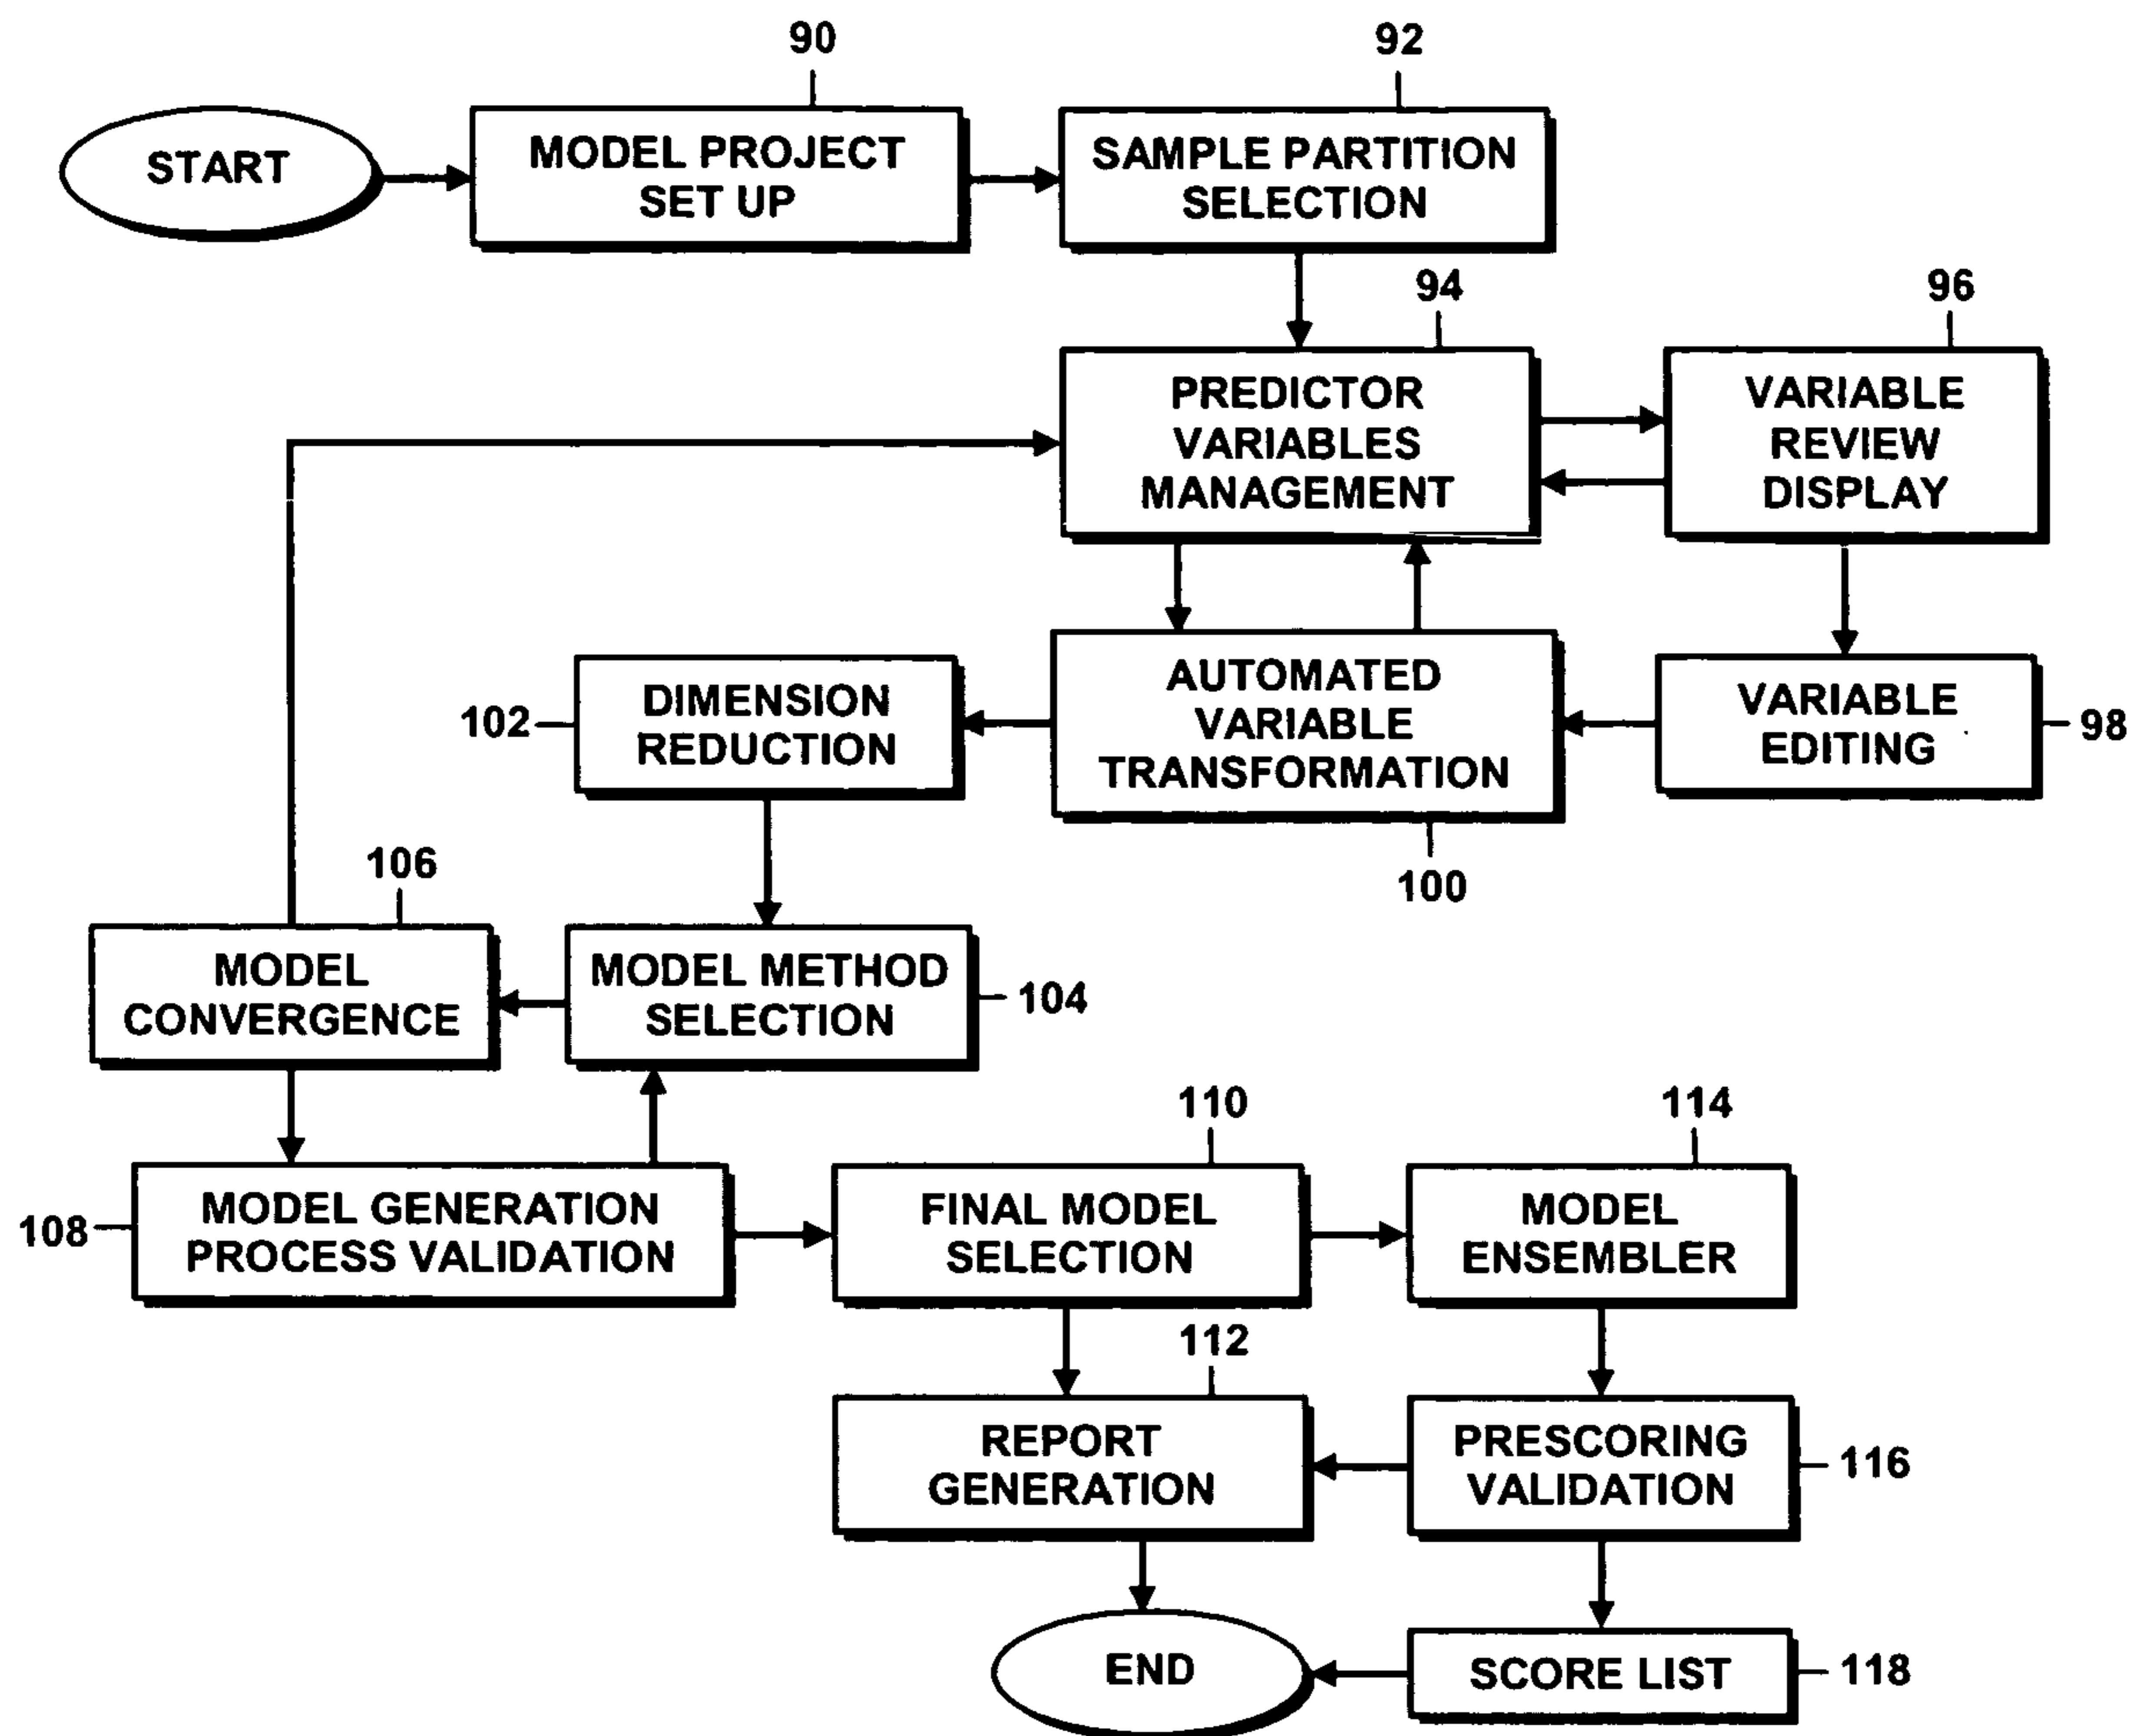 90
92
START
MODEL PROJECT
SET UP
SAMPLE PARTITION
SELECTION
94
96
PREDICTOR
VARIABLES
MANAGEMENT
VARIABLE
REVIEW
DISPLAY
102
DIMENSION
REDUCTION
AUTOMATED
VARIABLE
TRANSFORMATION
VARIABLE
EDITING
98
100
106
MODEL
CONVERGENCE
MODEL METHOD
SELECTION
104
110
114
108
MODEL GENERATION
PROCESS VALIDATION
FINAL MODEL
SELECTION
MODEL
ENSEMBLER
112
REPORT
GENERATION
PRESCORING
VALIDATION
116
END
SCORE LIST
118